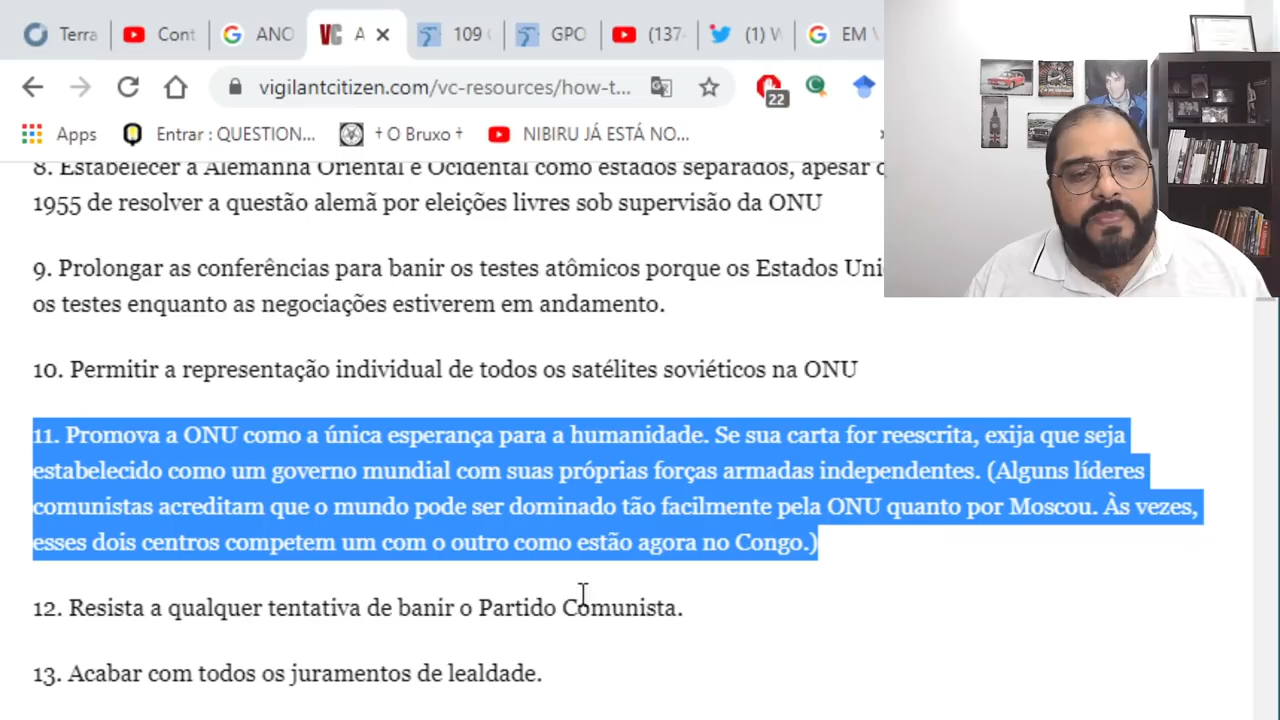 Terra
Cont
ANO
VC
A
109
GPO
(137
(1) V
EM
vigilantcitizen.com/vc-resources/how-t...
22
Apps
Entrar : QUESTION...
† O Bruxo †
NIBIRU JÁ ESTÁ NO...
8. Estabelecer a Alemanha Oriental e Ocidental como estados separados, apesar
1955 de resolver a questão alemã por eleições livres sob supervisão da ONU
9. Prolongar as conferências para banir os testes atômicos porque os Estados Uni
os testes enquanto as negociações estiverem em andamento.
10. Permitir a representação individual de todos os satélites soviéticos na ONU
11. Promova a ONU como a única esperança para a humanidade. Se sua carta for reescrita, exija que seja
estabelecido como um governo mundial com suas próprias forças armadas independentes. (Alguns líderes
comunistas acreditam que o mundo pode ser dominado tão facilmente pela ONU quanto por Moscou. Às vezes,
esses dois centros competem um com o outro como estão agora no Congo.)
12. Resista a qualquer tentativa de banir o Partido Comunista.
13. Acabar com todos os juramentos de lealdade.